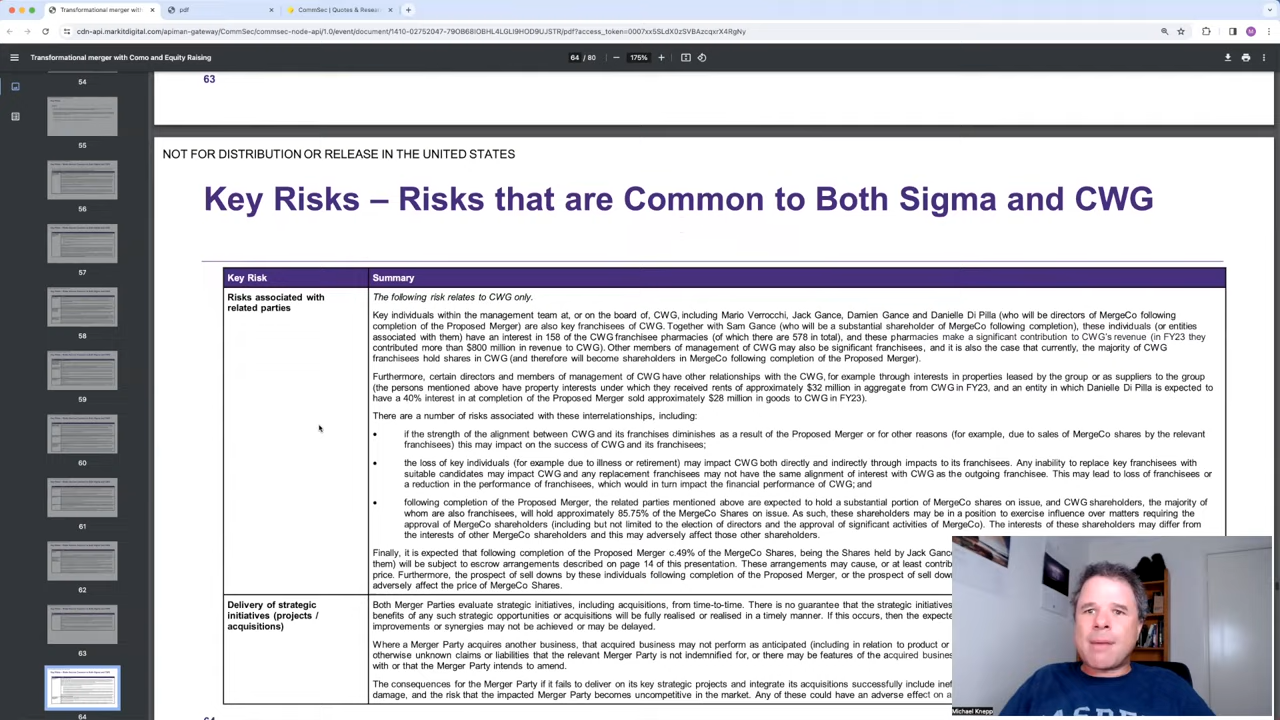 Transformational merger with
pdf
CommSec | Quotes & Resea
cdn-api.markitdigital.com/apiman-gateway/CommSec/commsec-node-api/1.0/event/document/1410-02752047-
Transformational merger with Como and Equity Raising
64 / 80
175%
63
NOT FOR DISTRIBUTION OR RELEASE IN THE UNITED STATES
Key Risks – Risks that are Common to Both Sigma and CWG
Key Risk Summary
Risks associated with
related parties
The following risk relates to CWG only.
Key individuals within the management team at, or on the board of, CWG, including Mario Verrocchi, Jack Gance, Damien Gance and Danielle Di Pilla (who will be directors of MergeCo following
completion of the Proposed Merger) are also key franchisees of CWG. Together with Sam Gance (who will be a substantial shareholder of MergeCo following completion), these individuals (or entities
associated with them) have an interest in 158 of the CWG franchisee pharmacies (of which there are 578 in total), and these pharmacies make a significant contribution to CWG's revenue (in FY23 they
contributed more than $800 million in revenue to CWG). Other members of management of CWG may also be significant franchisees, and it is also the case that currently, the majority of CWG
franchisees hold shares in CWG (and therefore will become shareholders in MergeCo following completion of the Proposed Merger).
Furthermore, certain directors and members of management of CWG have other relationships with the CWG, for example through interests in properties leased by the group or as suppliers to the group
(the persons mentioned above have property interests under which they received rents of approximately $32 million in aggregate from CWG in FY23, and an entity in which Danielle Di Pilla is expected to
have a 40% interest in at completion of the Proposed Merger sold approximately $28 million in goods to CWG in FY23).
There are a number of risks associated with these interrelationships, including:
• if the strength of the alignment between CWG and its franchises diminishes as a result of the Proposed Merger or for other reasons (for example, due to sales of MergeCo shares by the relevant
franchisees) this may impact on the success of CWG and its franchisees;
• the loss of key individuals (for example due to illness or retirement) may impact CWG both directly and indirectly through impacts to its franchisees. Any inability to replace key franchisees with
suitable candidates may impact CWG and any replacement franchisees may not have the same alignment of interest with CWG as the outgoing franchisee. This may lead to loss of franchisees or
a reduction in the performance of franchisees, which would in turn impact the financial performance of CWG; and
• following completion of the Proposed Merger, the related parties mentioned above are expected to hold a substantial portion of MergeCo shares on issue, and CWG shareholders, the majority of
whom are also franchisees, will hold approximately 85.75% of the MergeCo Shares on issue. As such, these shareholders may be in a position to exercise influence over matters requiring the
approval of MergeCo shareholders (including but not limited to the election of directors and the approval of significant activities of MergeCo). The interests of these shareholders may differ from
the interests of other MergeCo shareholders and this may adversely affect those other shareholders.
Finally, it is expected that following completion of the Proposed Merger c.49% of the MergeCo Shares, being the Shares held by Jack Gance
them) will be subject to escrow arrangements described on page 14 of this presentation. These arrangements may cause, or at least contrib
price. Furthermore, the prospect of sell downs by these individuals following completion of the Proposed Merger, or the prospect of sell dow
adversely affect the price of MergeCo Shares.
Delivery of strategic
initiatives (projects /
acquisitions)
Both Merger Parties evaluate strategic initiatives, including acquisitions, from time-to-time. There is no guarantee that the strategic initiatives
benefits of any such strategic opportunities or acquisitions will be fully realised or realised in a timely manner. If this occurs, then the expecte
improvements or synergies may not be achieved or may be delayed.
Where a Merger Party acquires another business, that acquired business may not perform as anticipated (including in relation to product or
otherwise unknown claims or liabilities that the relevant Merger Party is not indemnified for, or there may be features of the acquired busines
with or that the Merger Party intends to amend.
The consequences for the Merger Party if it fails to deliver on its key strategic projects and integrate its acquisitions successfully include inef
damage, and the risk that the impacted Merger Party becomes uncompetitive in the market. Any of these could have an adverse effect on a
54
55
56
57
58
59
60
61
62
63
64
Michael Knepp